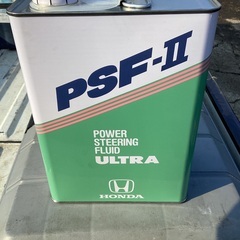 PSF-II
POWER
STEERING
FLUID
ULTRA
HONDA